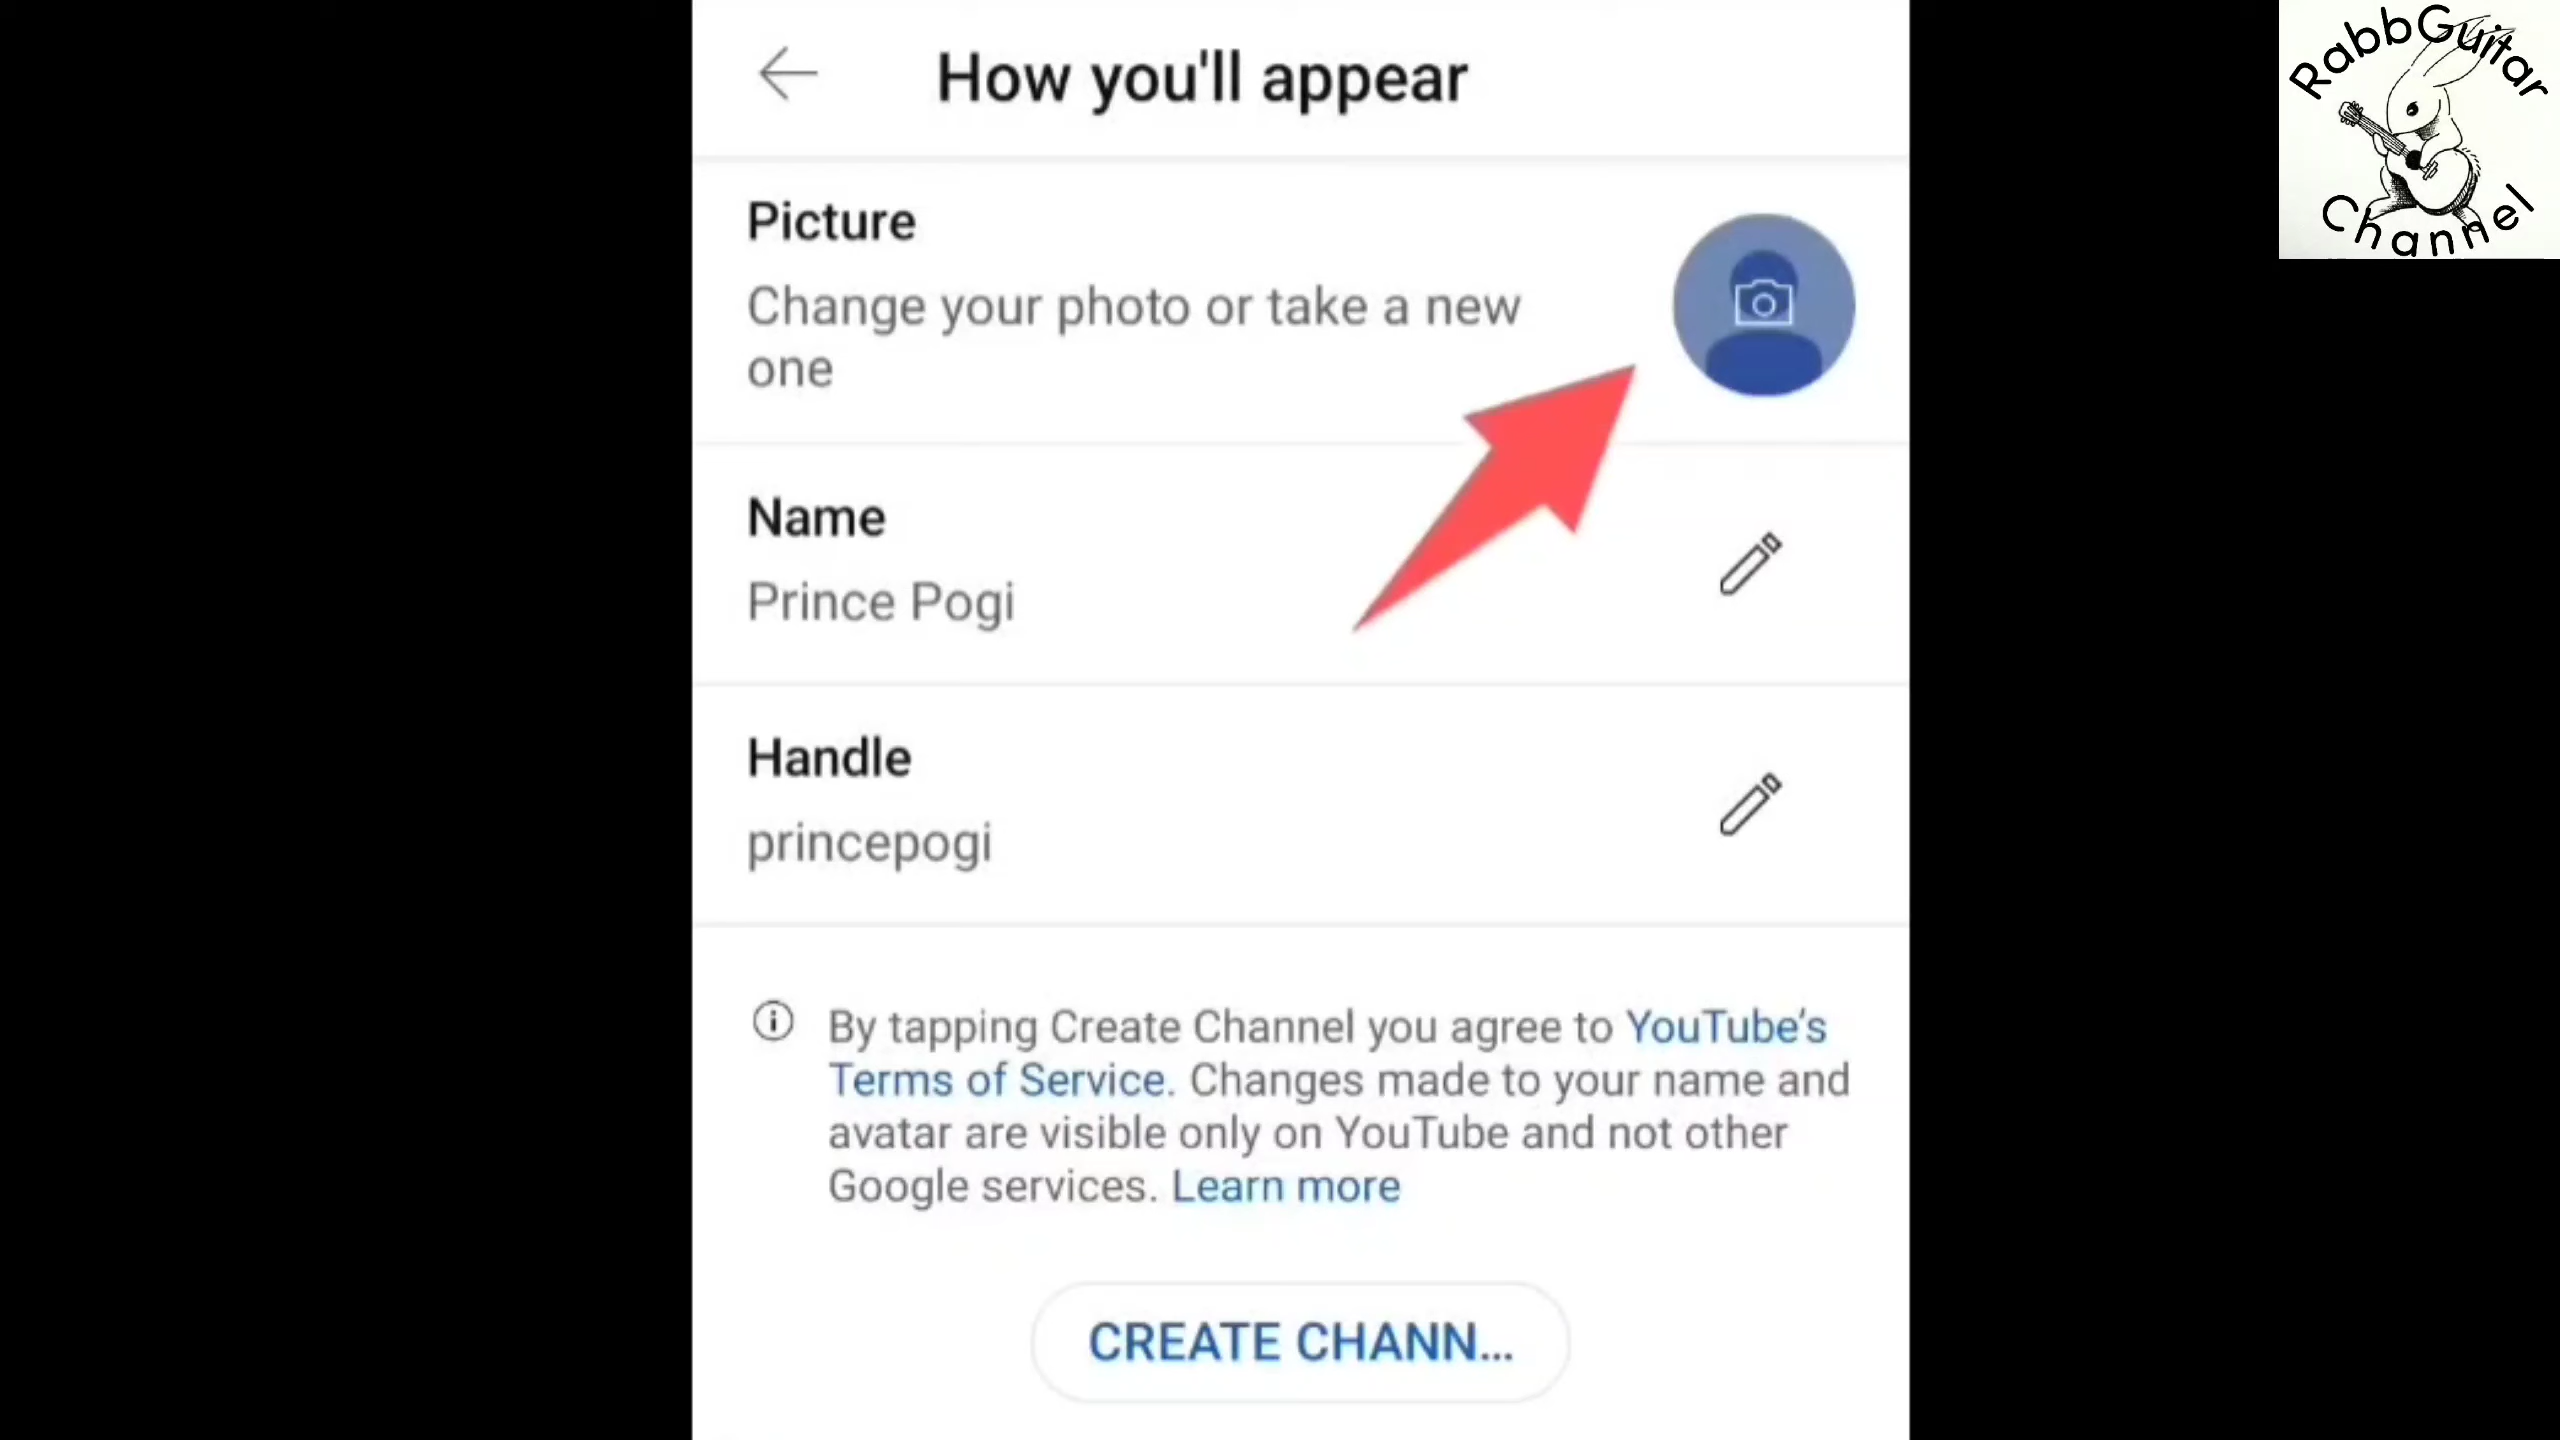 RabbGuitar
Channel
How you'll appear
Picture
Change your photo or take a new
one
Name
Prince Pogi
Handle
princepogi
By tapping Create Channel you agree to YouTube's
Terms of Service. Changes made to your name and
avatar are visible only on YouTube and not other
Google services. Learn more
CREATE CHANN...